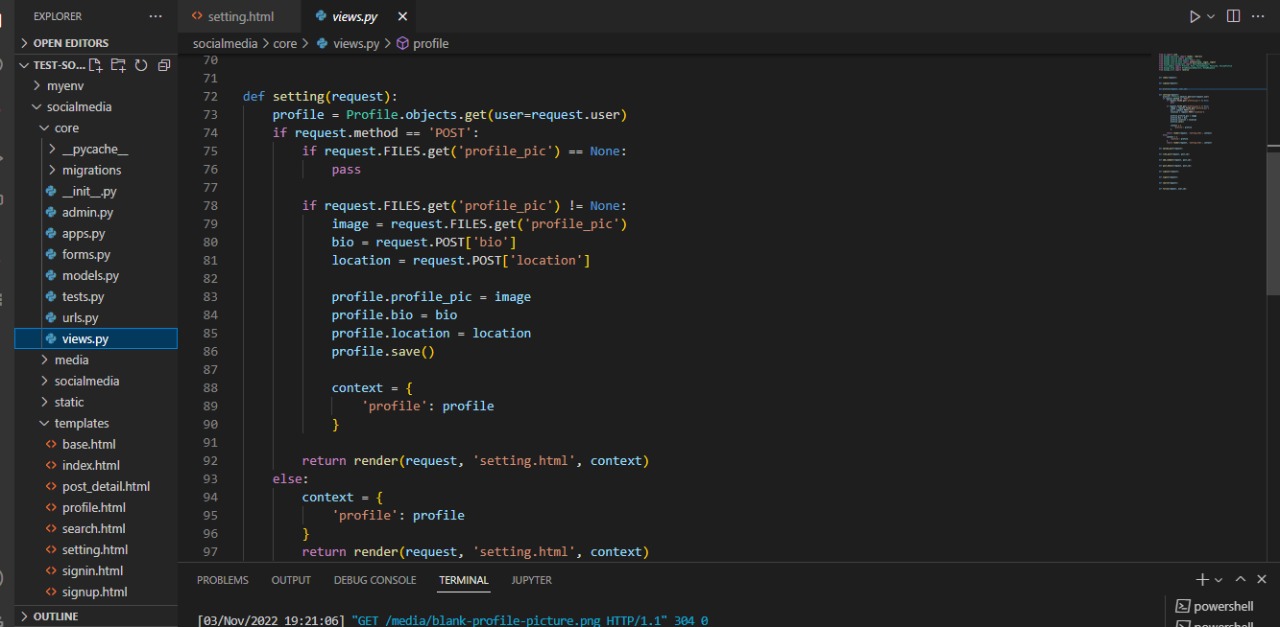 EXPLORER
setting.html
views.py
OPEN EDITORS
socialmedia > core > views.py > profile
TEST-SO...
myenv
socialmedia
core
__pycache__
migrations
__init__.py
admin.py
apps.py
forms.py
models.py
tests.py
urls.py
views.py
media
socialmedia
static
templates
base.html
index.html
post_detail.html
profile.html
search.html
setting.html
signin.html
signup.html
OUTLINE
70
71
72 def setting(request):
73 profile = Profile.objects.get(user=request.user)
74 if request.method == 'POST':
75 if request.FILES.get('profile_pic') == None:
76 pass
77
78 if request.FILES.get('profile_pic') != None:
79 image = request.FILES.get('profile_pic')
80 bio = request.POST['bio']
81 location = request.POST['location']
82
83 profile.profile_pic = image
84 profile.bio = bio
85 profile.location = location
86 profile.save()
87
88 context = {
89 'profile': profile
90 }
91
92 return render(request, 'setting.html', context)
93 else:
94 context = {
95 'profile': profile
96 }
97 return render(request, 'setting.html', context)
PROBLEMS OUTPUT DEBUG CONSOLE TERMINAL JUPYTER
[03/Nov/2022 19:21:06] "GET /media/blank-profile-picture.png HTTP/1.1" 304 0
powershell
powershell